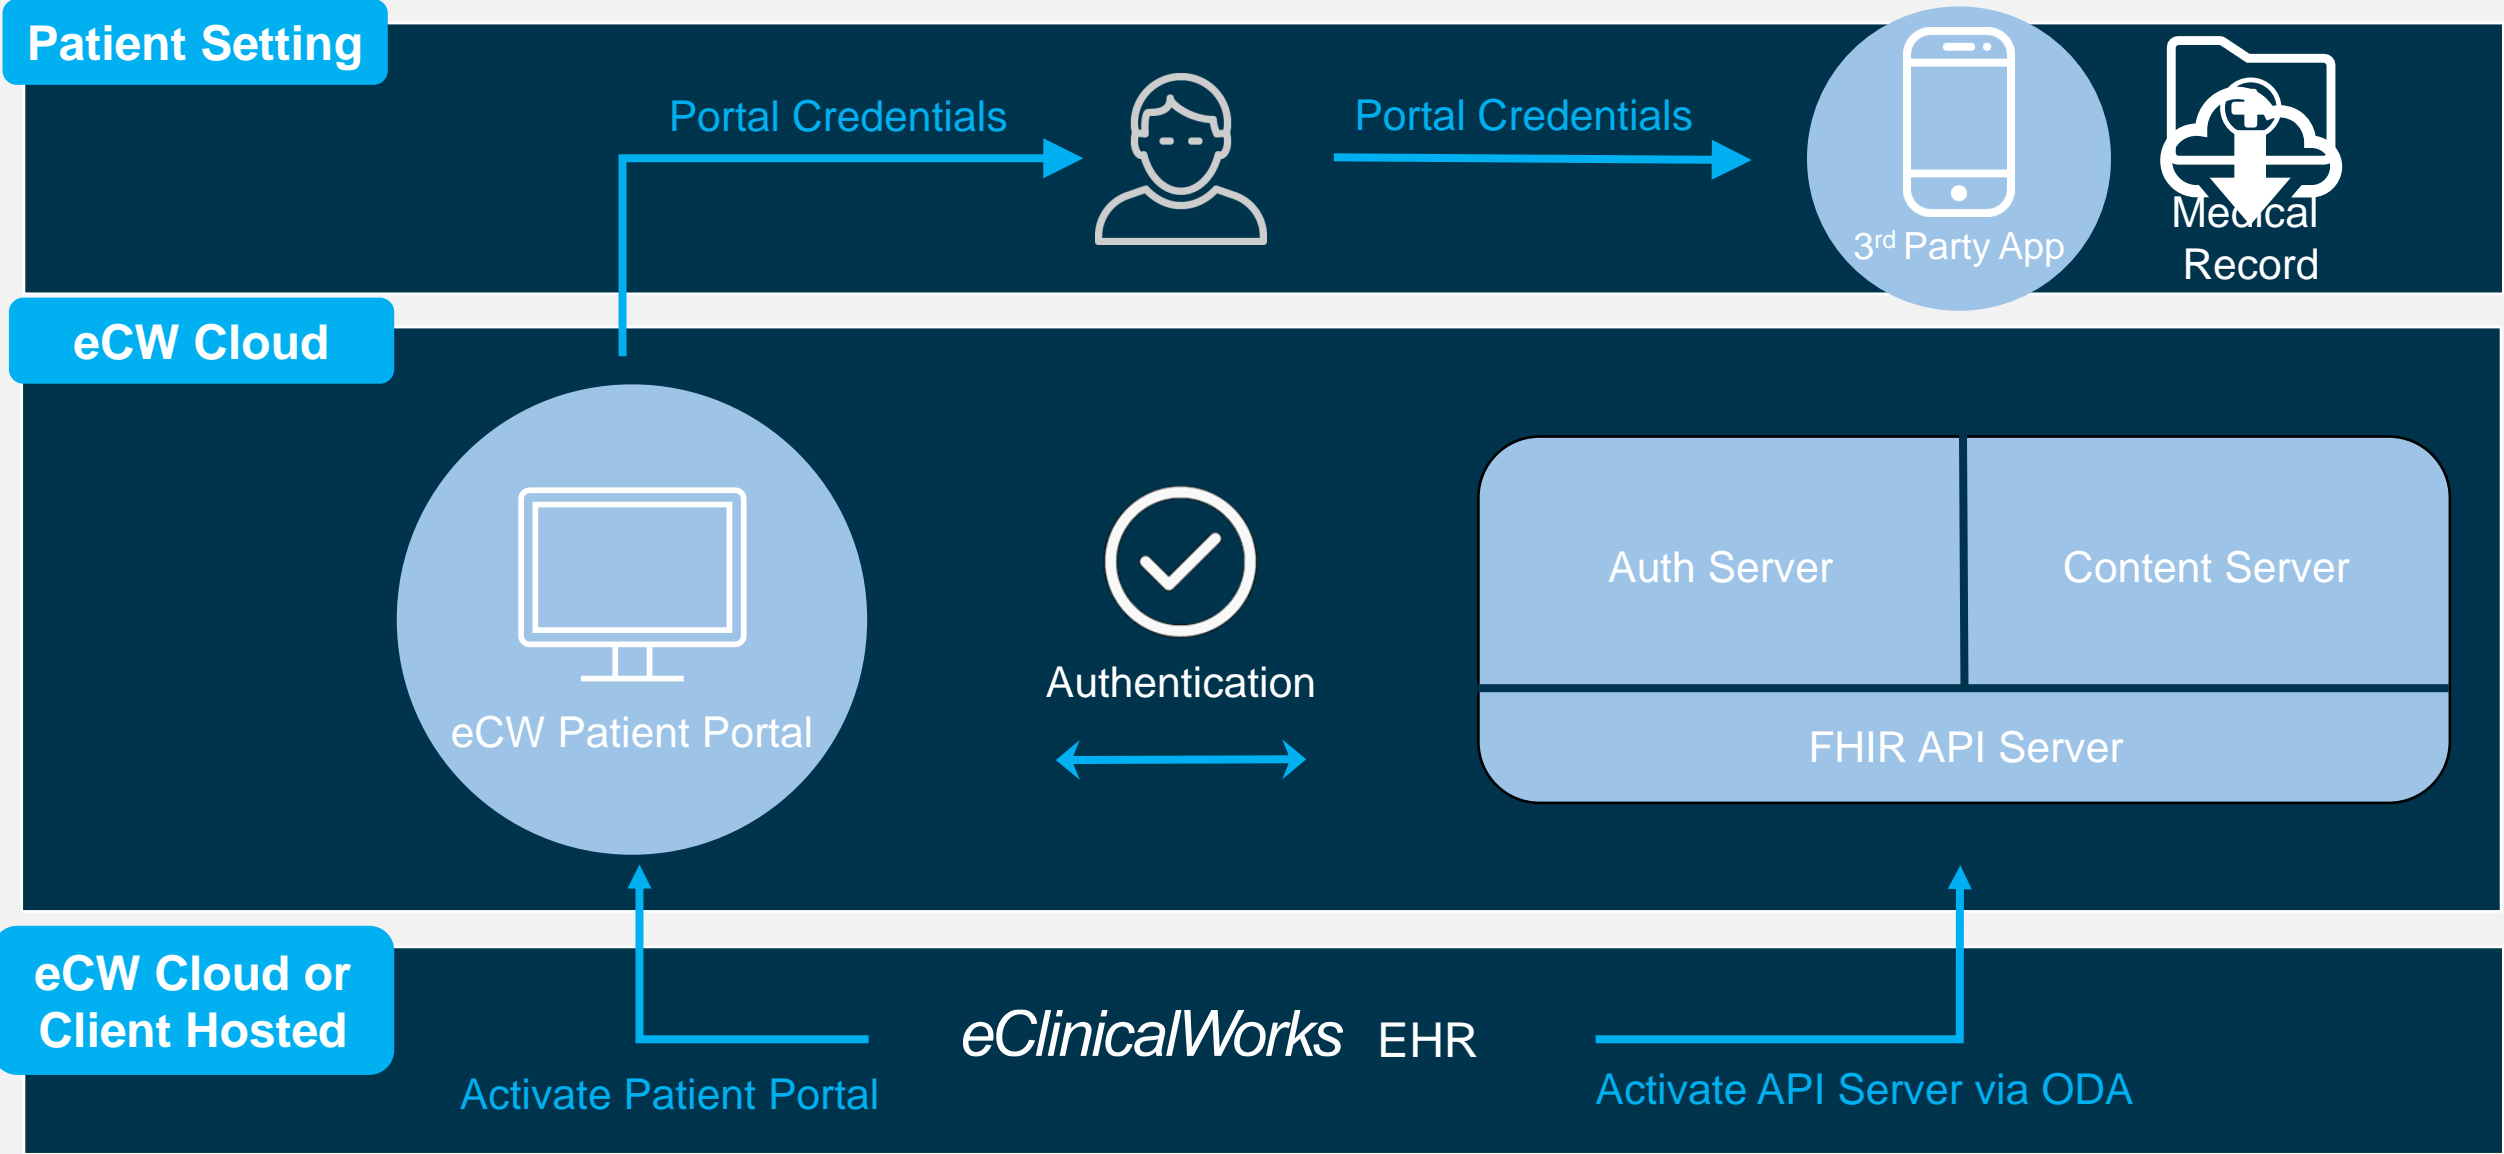 Patient Setting
Portal Credentials
Portal Credentials
3rd Party App
Medical
Record
eCW Cloud
eCW Patient Portal
Authentication
Auth Server
Content Server
FHIR API Server
eCW Cloud or
Client Hosted
eClinicalWorks EHR
Activate Patient Portal
Activate API Server via ODA